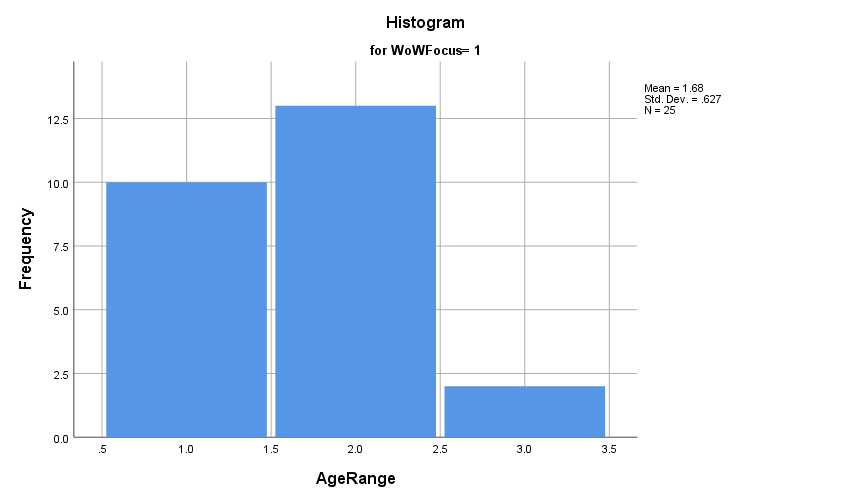 Histogram
for WoWFocus= 1
Mean = 1.68
Std. Dev. = .627
N = 25
Frequency
12.5
10.0
7.5
5.0
2.5
0.0
.5 1.0 1.5 2.0 2.5 3.0 3.5
AgeRange